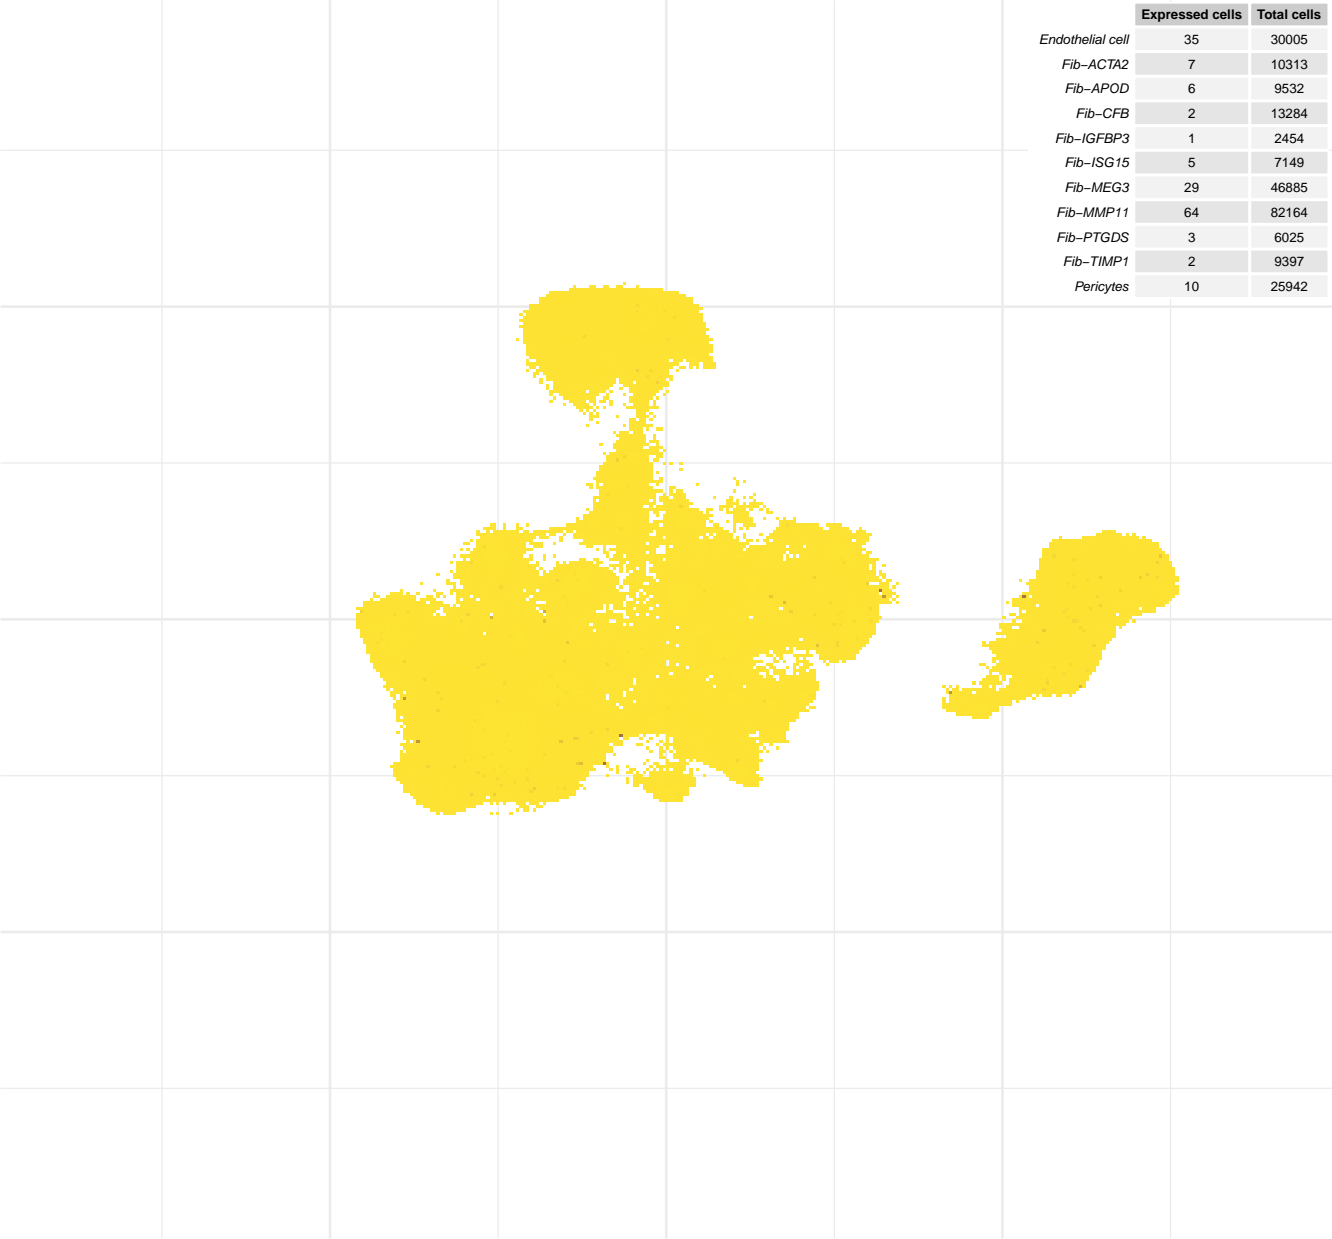 Expressed cells Total cells
Endothelial cell 35 30005
Fib−ACTA2 7 10313
Fib−APOD 6 9532
Fib−CFB 2 13284
Fib−IGFBP3 1 2454
Fib−ISG15 5 7149
Fib−MEG3 29 46885
Fib−MMP11 64 82164
Fib−PTGDS 3 6025
Fib−TIMP1 2 9397
Pericytes 10 25942